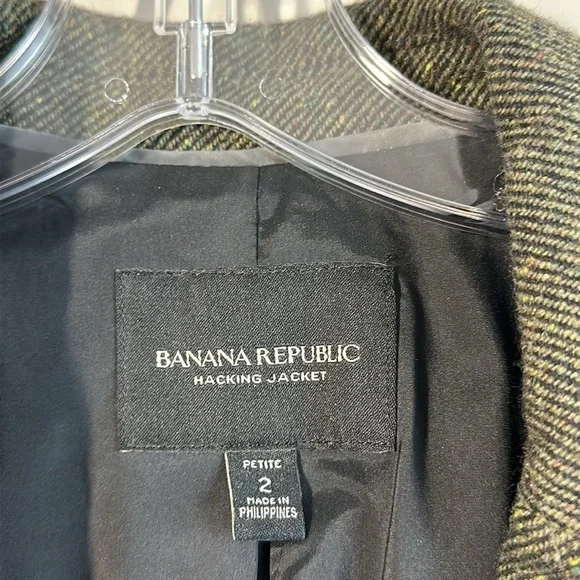 BANANA REPUBLIC
HACKING JACKET
PETITE
2
MADE IN
PHILIPPINES